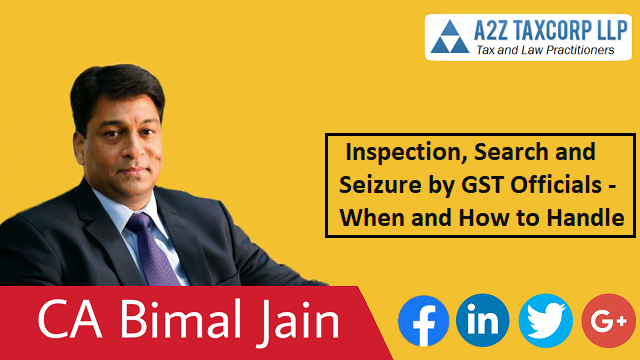 A2Z TAXCORP LLP
Tax and Law Practitioners
Inspection, Search and
Seizure by GST Officials -
When and How to Handle
CA Bimal Jain
f
in
G+